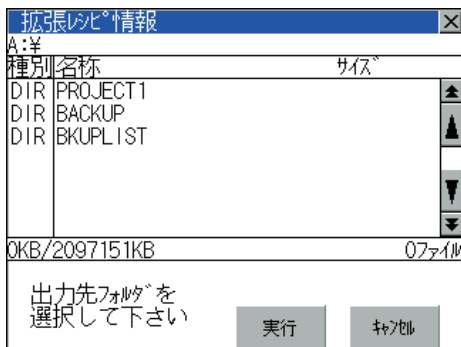 拡張ﾚｼﾋﾟ情報
A:¥
種別 名称 ｻｲｽﾞ
DIR PROJECT1
DIR BACKUP
DIR BKUPLIST
0KB/2097151KB 0ﾌｧｲﾙ
出力先ﾌｫﾙﾀﾞを
選択して下さい
実行 ｷｬﾝｾﾙ